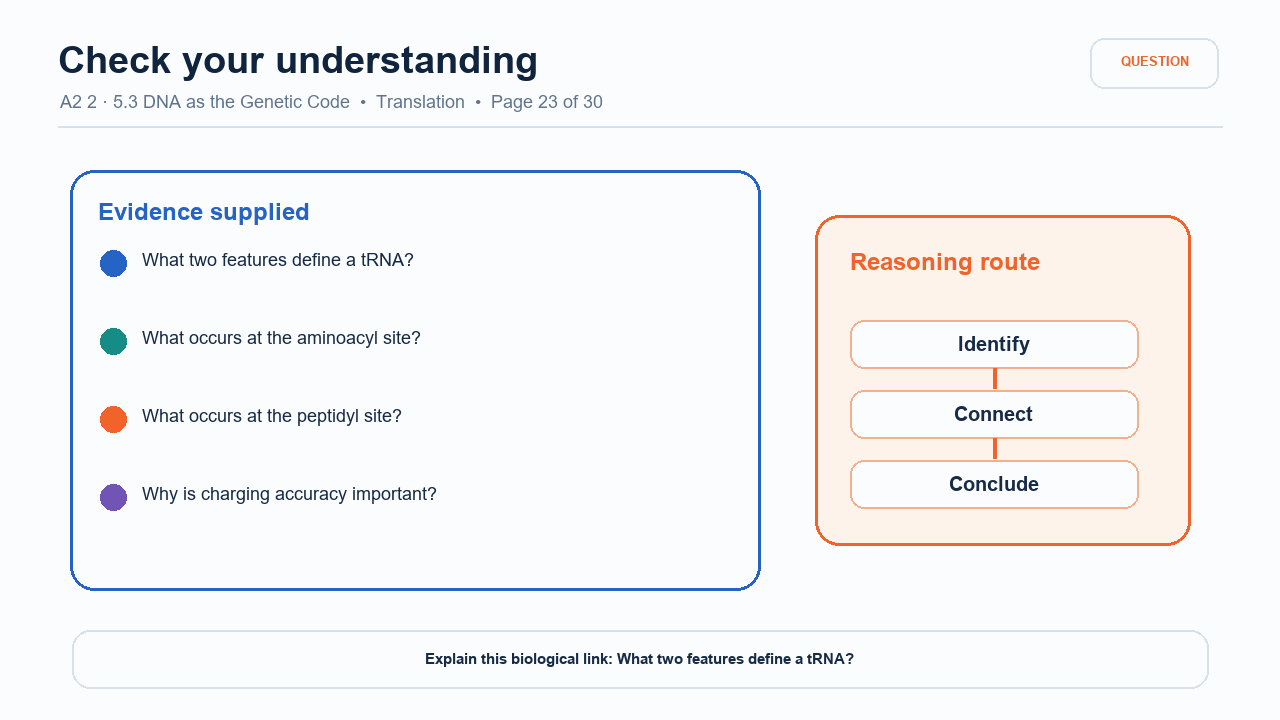 Check your understanding
QUESTION
A2 2 · 5.3 DNA as the Genetic Code • Translation • Page 23 of 30
Evidence supplied
What two features define a tRNA?
What occurs at the aminoacyl site?
What occurs at the peptidyl site?
Why is charging accuracy important?
Reasoning route
Identify
Connect
Conclude
Explain this biological link: What two features define a tRNA?